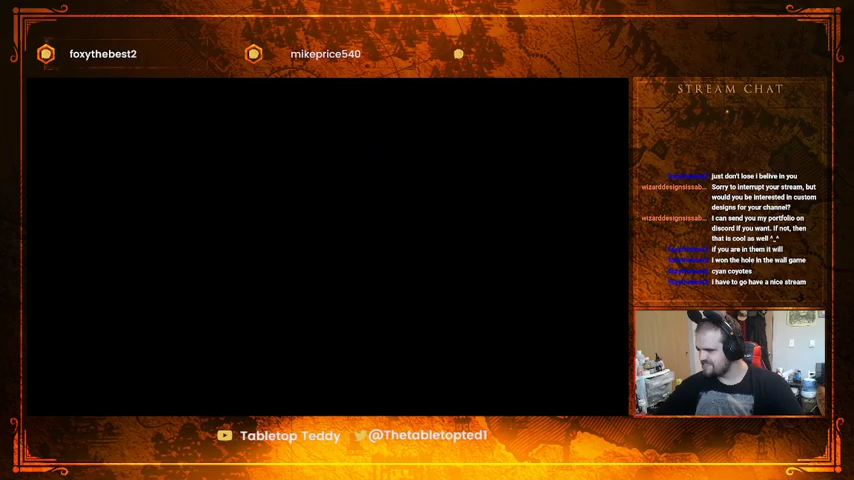 foxythebest2
mikeprice540
STREAM CHAT
just don't lose i belive in you
wizarddesignsissab... Sorry to interrupt your stream, but
would you be interested in custom
designs for your channel?
wizarddesignsissab... I can send you my portfolio on
discord if you want. If not, then
that is cool as well ^_^
if you are in them it will
i won the hole in the wall game
cyan coyotes
i have to go have a nice stream
Tabletop Teddy
@Thetabletopted1